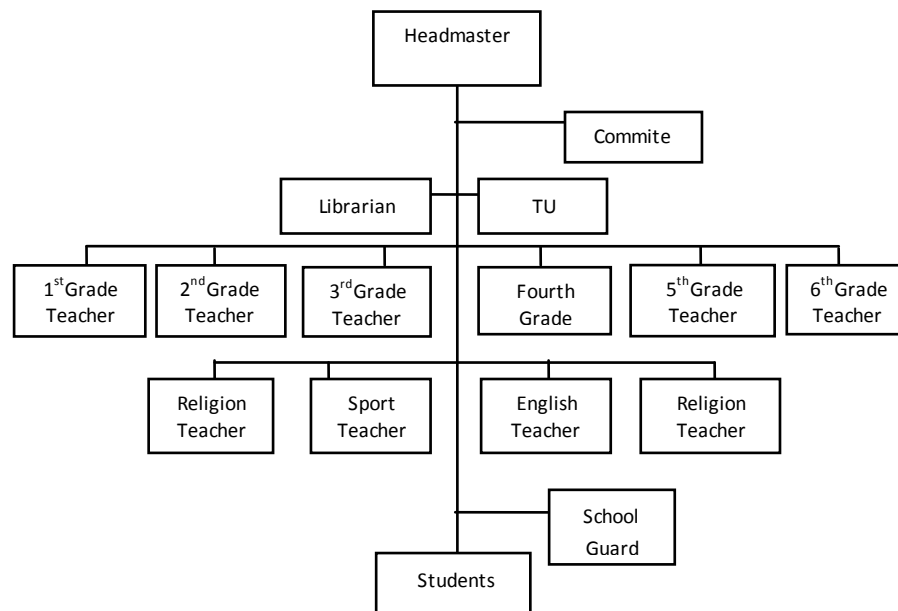 Headmaster
Commite
Librarian
TU
1st Grade
Teacher
2nd Grade
Teacher
3rd Grade
Teacher
Fourth
Grade
5th Grade
Teacher
6th Grade
Teacher
Religion
Teacher
Sport
Teacher
English
Teacher
Religion
Teacher
School
Guard
Students